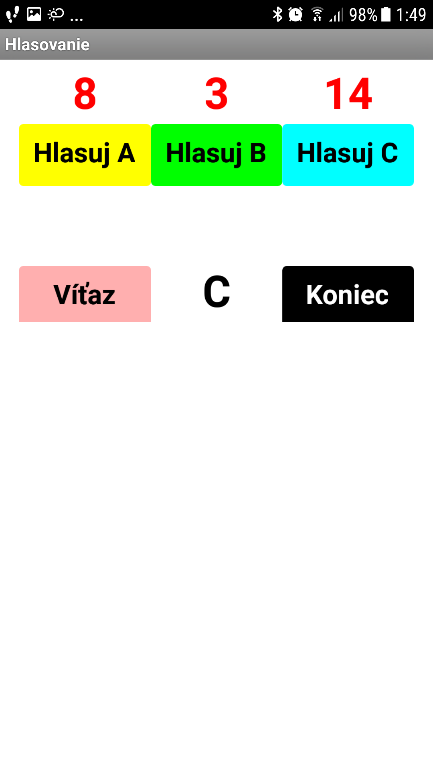 ... 98% 1:49
Hlasovanie
8 3 14
Hlasuj A Hlasuj B Hlasuj C
Víťaz C Koniec